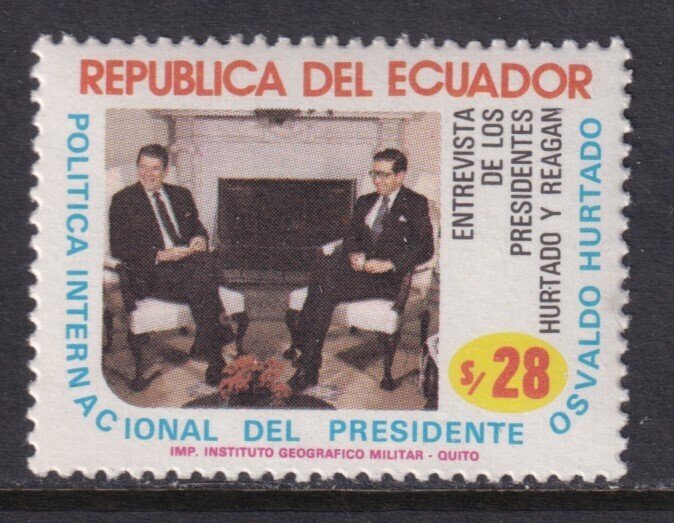 REPUBLICA DEL ECUADOR
POLITICA INTERNACIONAL DEL PRESIDENTE OSVALDO HURTADO
ENTREVISTA
DE LOS
PRESIDENTES
HURTADO Y REAGAN
S/. 28
IMP. INSTITUTO GEOGRAFICO MILITAR - QUITO